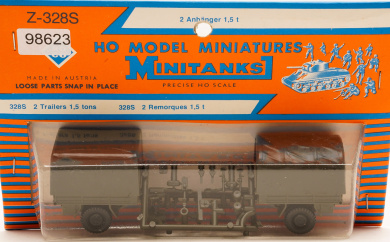 Z-328S
2 Anhänger 1,5 t
98623
HO MODEL MINIATURES
MINITANKS
MADE IN AUSTRIA
LOOSE PARTS SNAP IN PLACE
PRECISE HO SCALE
328S 2 Trailers 1,5 tons
328S 2 Remorques 1,5 t